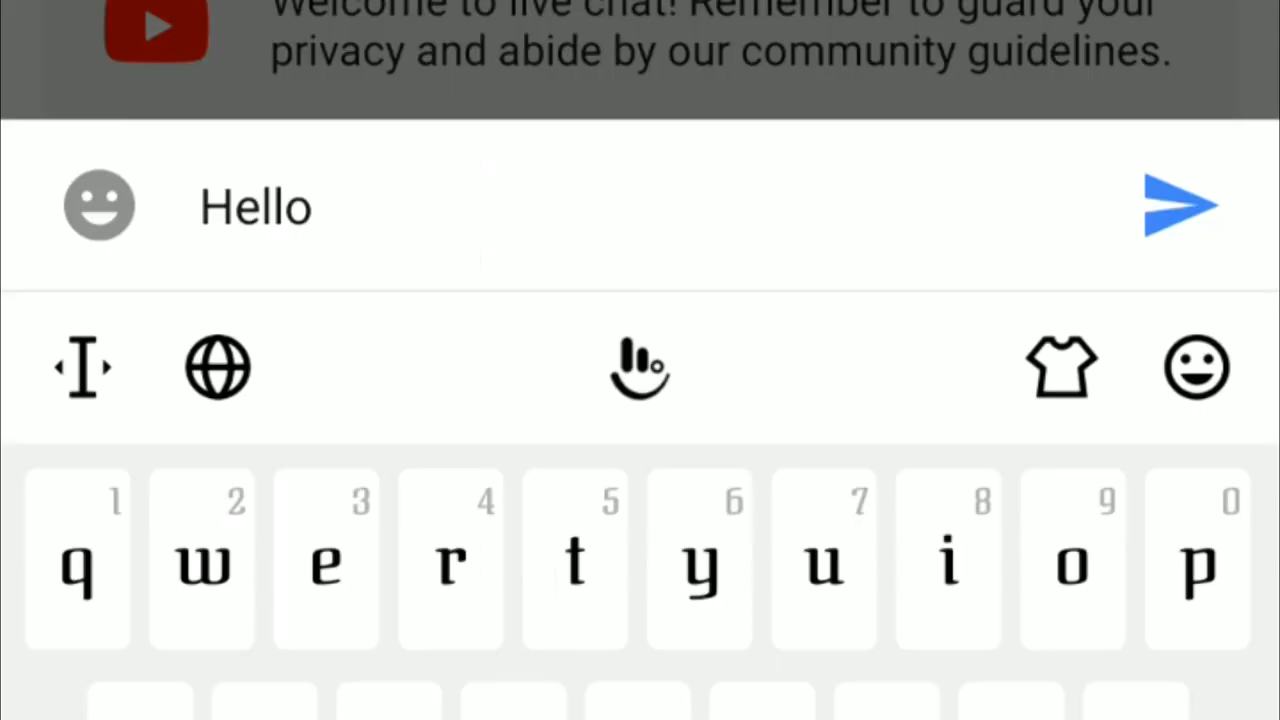 Welcome to live chat! Remember to guard your
privacy and abide by our community guidelines.
Hello
1 2 3 4 5 6 7 8 9 0
q w e r t y u i o p